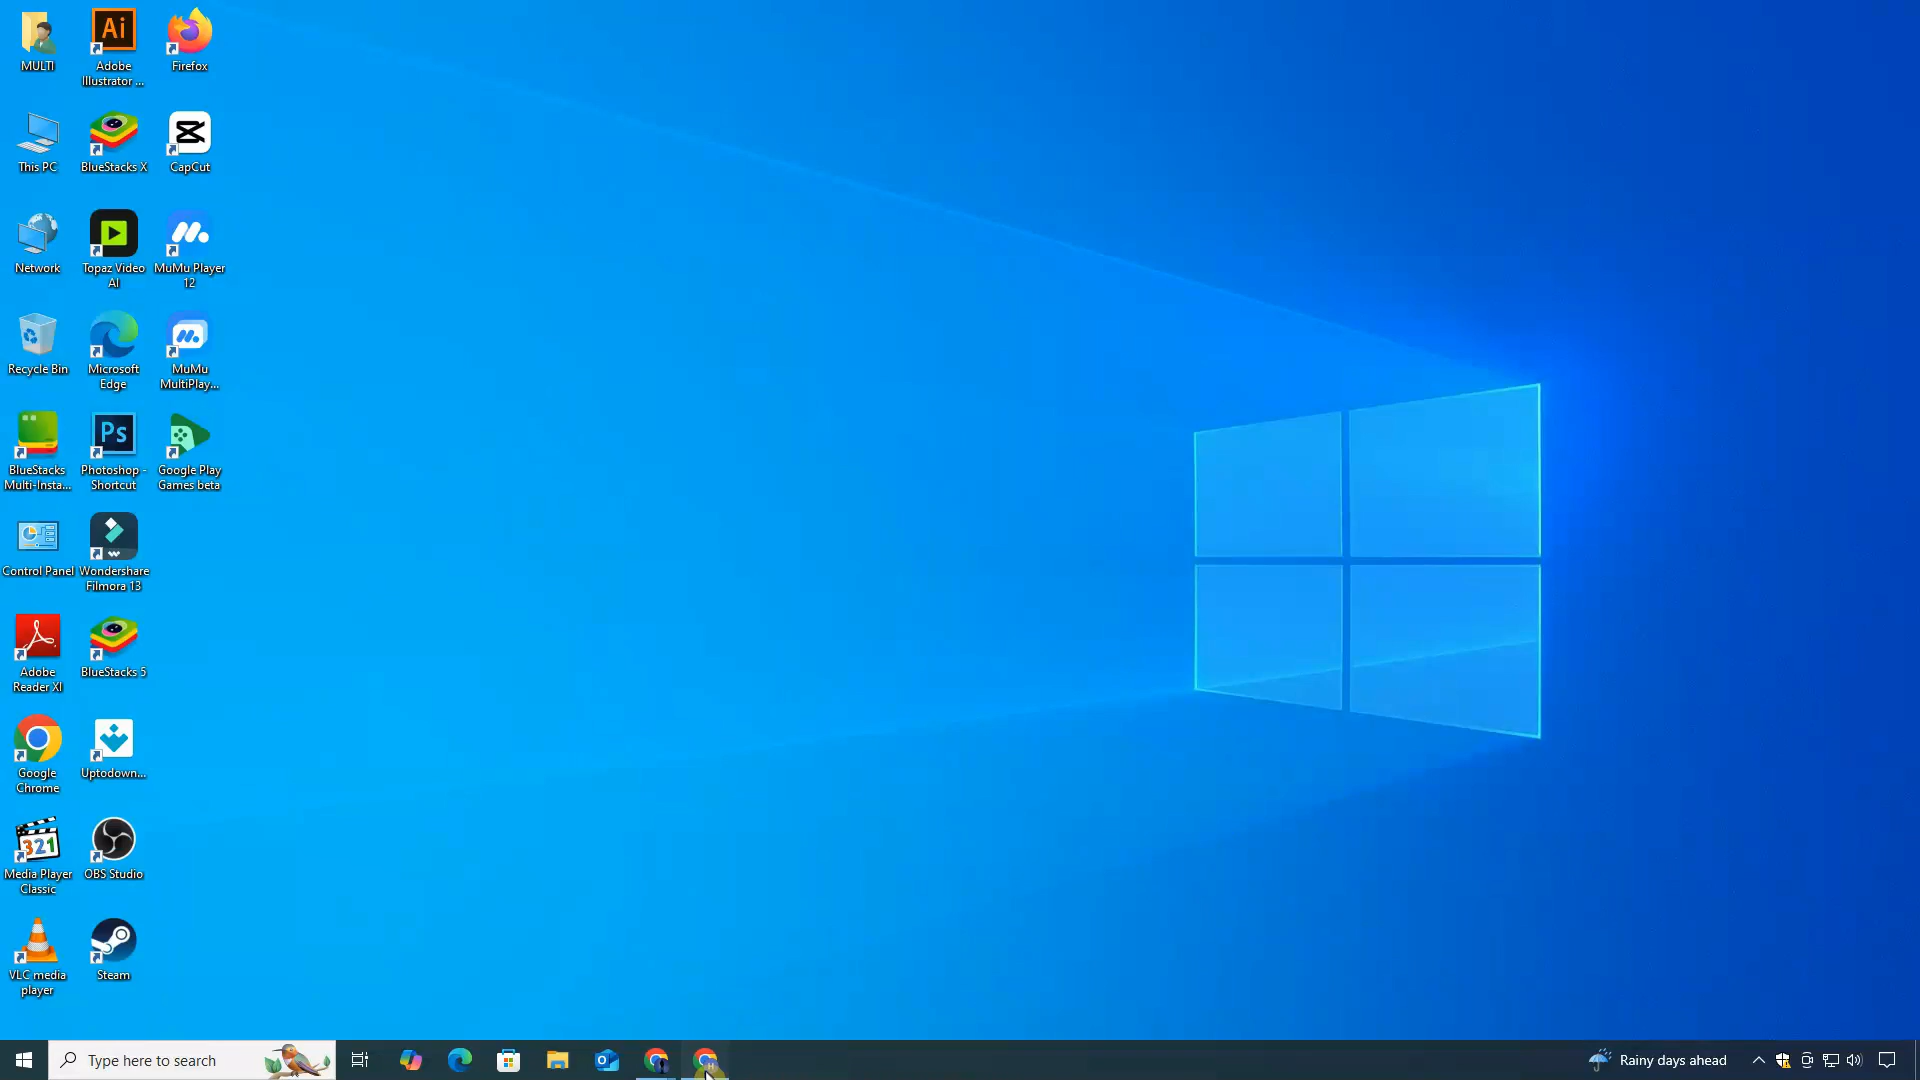 MULTI
Ai
Adobe
Illustrator ...
Firefox
This PC
BlueStacks X
CapCut
Network
Topaz Video
AI
MuMu Player
12
Recycle Bin
Microsoft
Edge
MuMu
MultiPlay...
BlueStacks
Multi-Insta...
Ps
Photoshop -
Shortcut
Google Play
Games beta
Control Panel
Wondershare
Filmora 13
Adobe
Reader XI
BlueStacks 5
Google
Chrome
Uptodown...
321
Media Player
Classic
OBS Studio
VLC media
player
Steam
Type here to search
Rainy days ahead